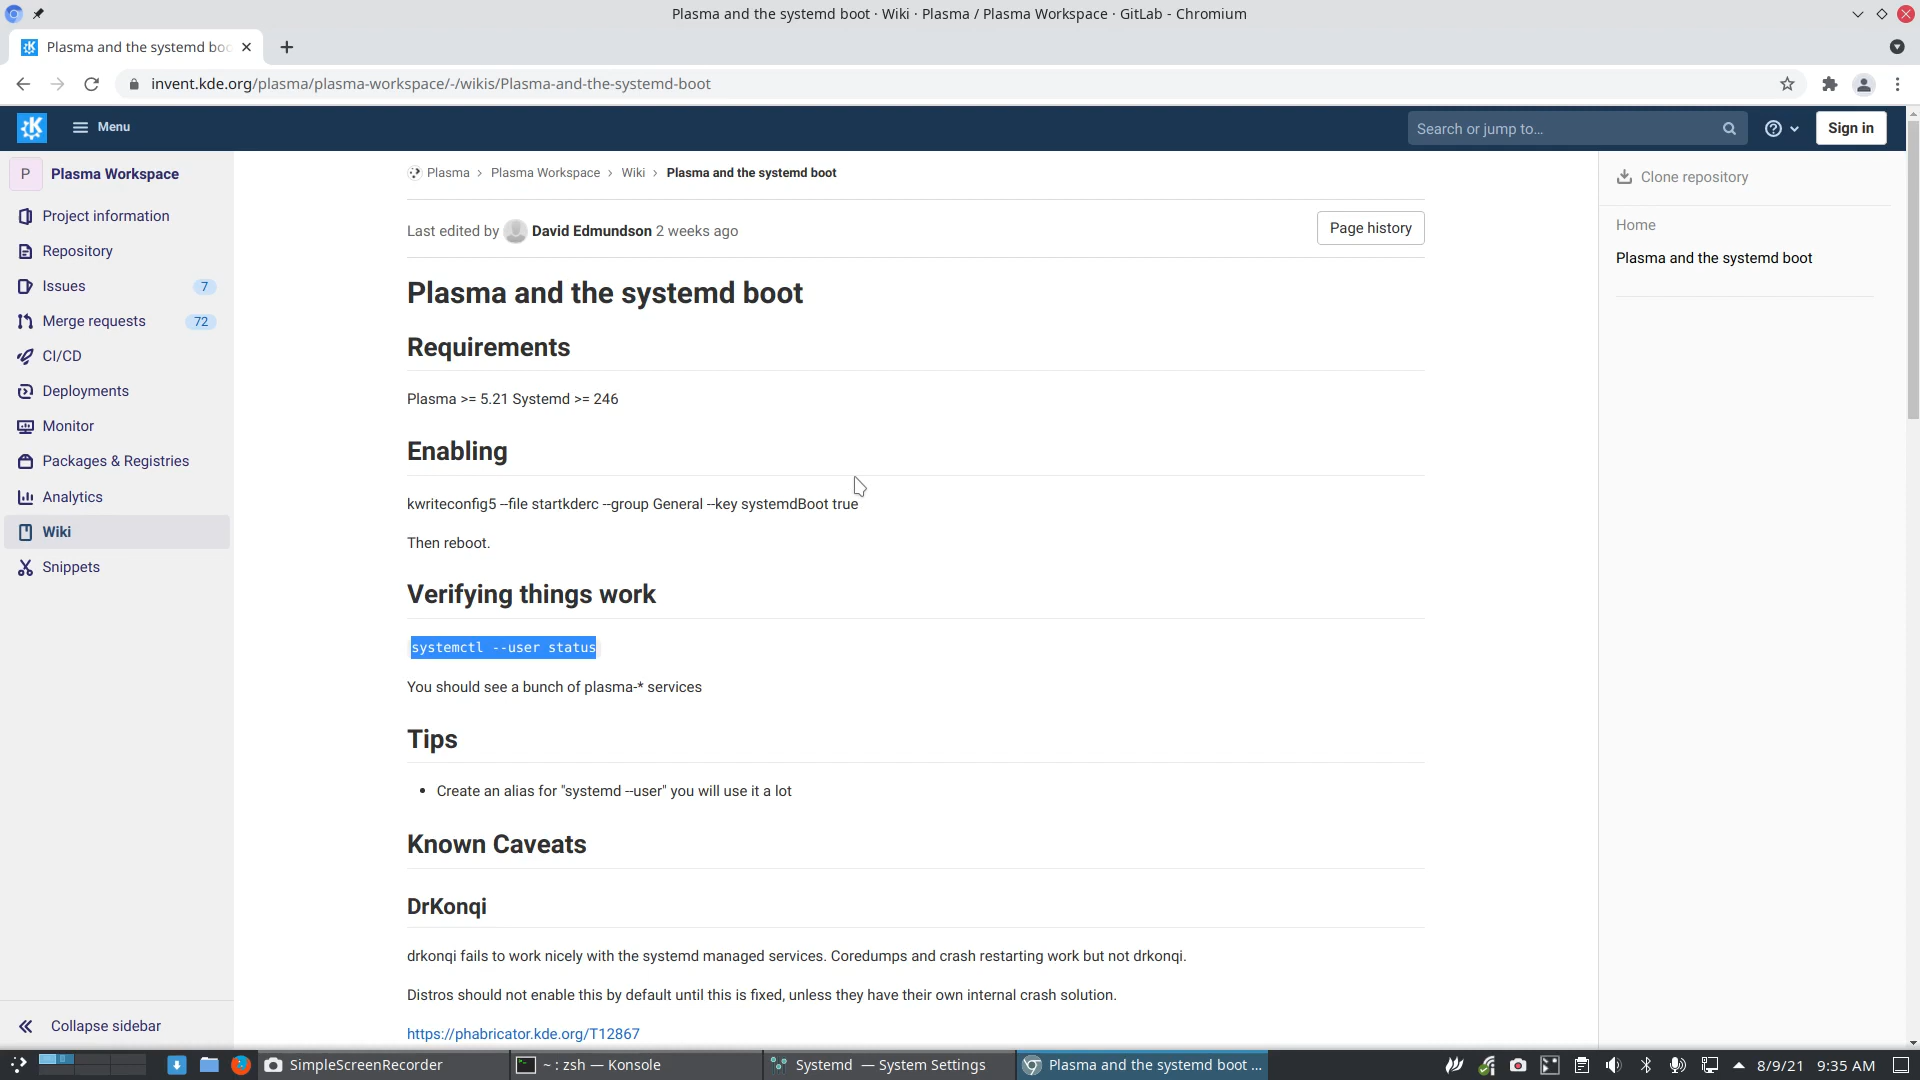 Plasma and the systemd boot · Wiki · Plasma / Plasma Workspace · GitLab - Chromium
Plasma and the systemd boo
invent.kde.org/plasma/plasma-workspace/-/wikis/Plasma-and-the-systemd-boot
Menu
Search or jump to...
Sign in
P
Plasma Workspace
Project information
Repository
Issues 7
Merge requests 72
CI/CD
Deployments
Monitor
Packages & Registries
Analytics
Wiki
Snippets
Collapse sidebar
Plasma › Plasma Workspace › Wiki › Plasma and the systemd boot
Last edited by David Edmundson 2 weeks ago
Page history
Plasma and the systemd boot
Requirements
Plasma >= 5.21 Systemd >= 246
Enabling
kwriteconfig5 –file startkderc –group General –key systemdBoot true
Then reboot.
Verifying things work
systemctl --user status
You should see a bunch of plasma-* services
Tips
• Create an alias for "systemd –user" you will use it a lot
Known Caveats
DrKonqi
drkonqi fails to work nicely with the systemd managed services. Coredumps and crash restarting work but not drkonqi.
Distros should not enable this by default until this is fixed, unless they have their own internal crash solution.
https://phabricator.kde.org/T12867
Clone repository
Home
Plasma and the systemd boot
SimpleScreenRecorder
~ : zsh — Konsole
Systemd — System Settings
Plasma and the systemd boot ...
8/9/21 9:35 AM